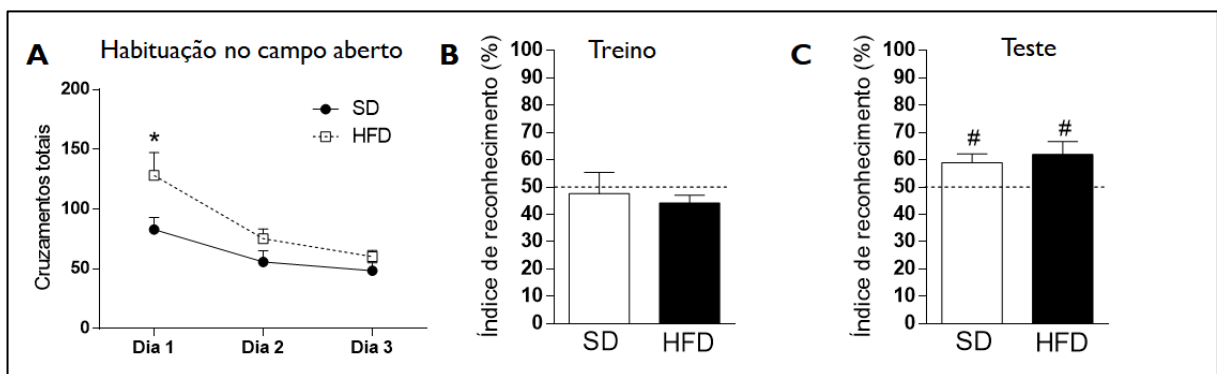 A
Habituação no campo aberto
Cruzamentos totais
200
150
100
50
0
*
SD
HFD
Dia 1
Dia 2
Dia 3
B
Treino
Índice de reconhecimento (%)
100
90
80
70
60
50
40
30
20
10
0
SD
HFD
C
Teste
Índice de reconhecimento (%)
100
90
80
70
60
50
40
30
20
10
0
#
#
SD
HFD